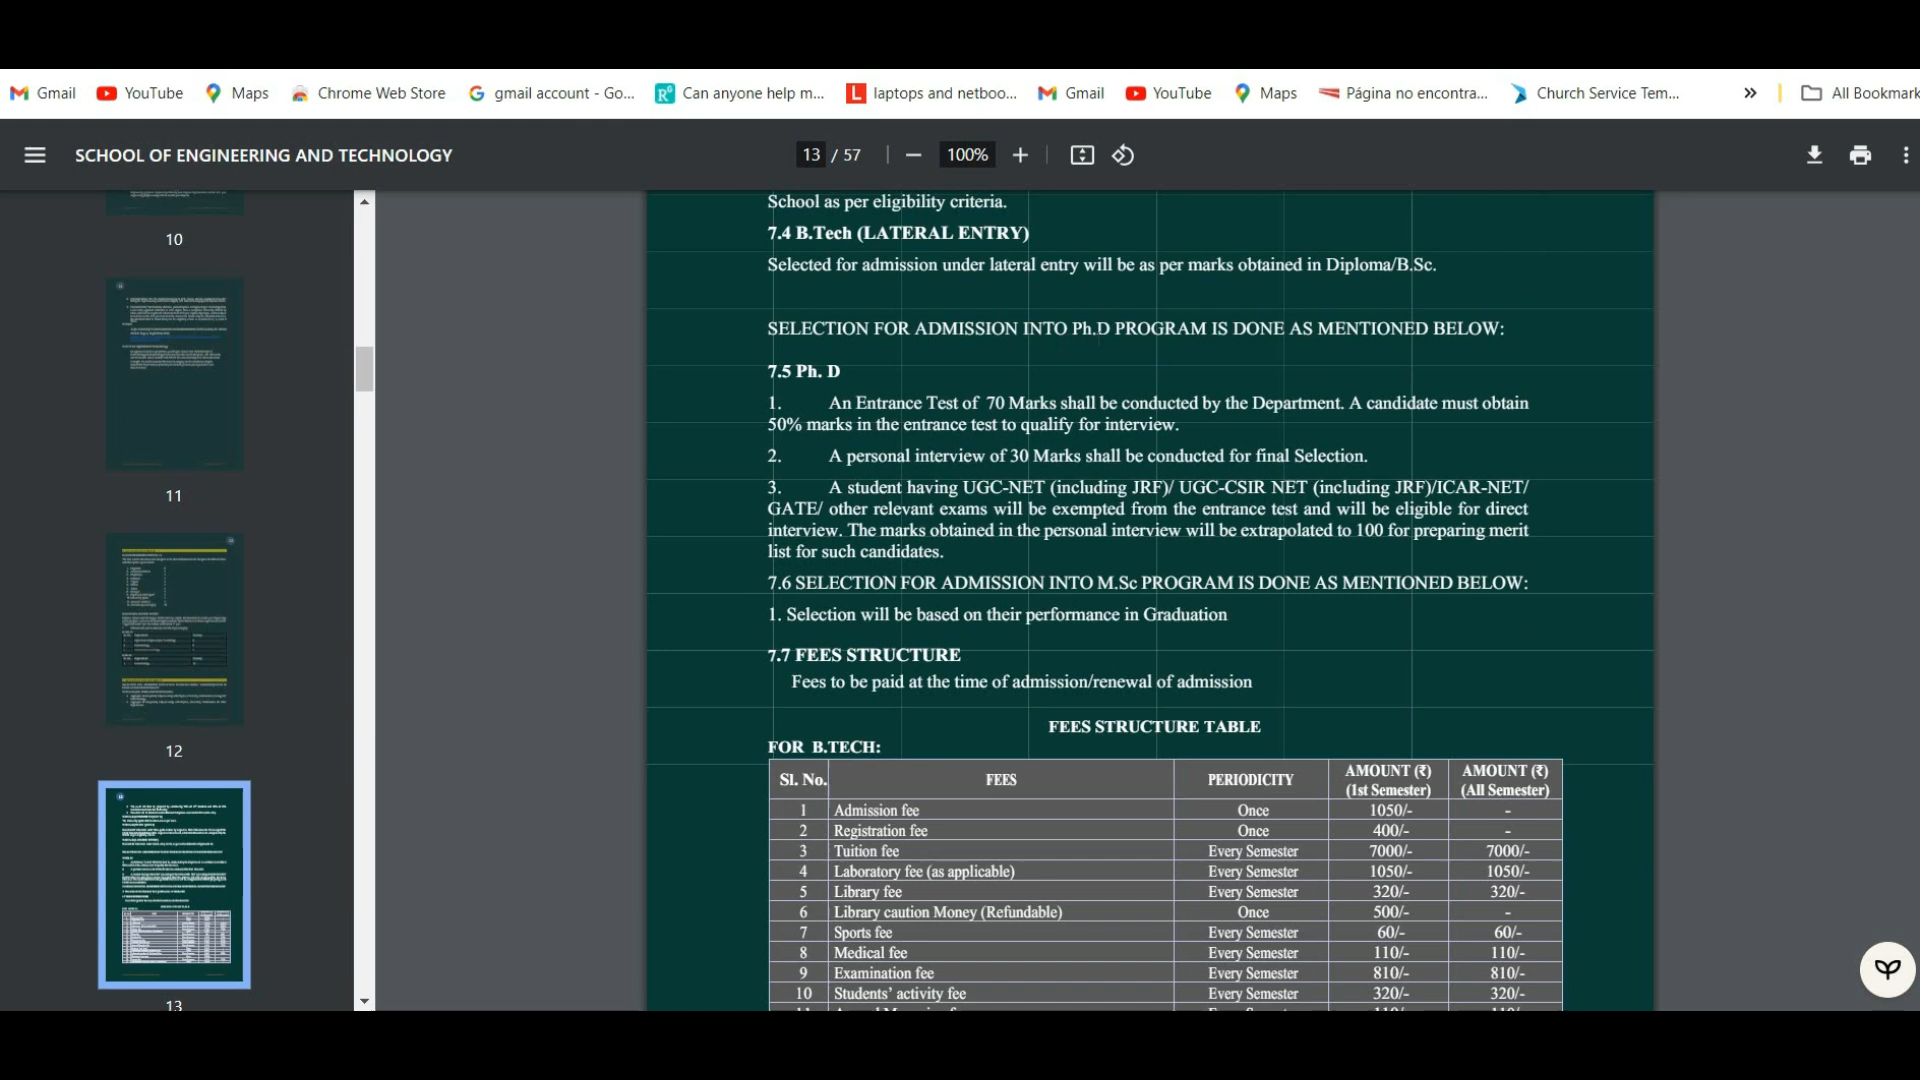 Gmail YouTube Maps Chrome Web Store gmail account - Go... Can anyone help m... laptops and netboo... Gmail YouTube Maps Página no encontra... Church Service Tem... » All Bookmark
SCHOOL OF ENGINEERING AND TECHNOLOGY 13 / 57 100%
10
11
12
13
School as per eligibility criteria.
7.4 B.Tech (LATERAL ENTRY)
Selected for admission under lateral entry will be as per marks obtained in Diploma/B.Sc.
SELECTION FOR ADMISSION INTO Ph.D PROGRAM IS DONE AS MENTIONED BELOW:
7.5 Ph. D
1. An Entrance Test of 70 Marks shall be conducted by the Department. A candidate must obtain
50% marks in the entrance test to qualify for interview.
2. A personal interview of 30 Marks shall be conducted for final Selection.
3. A student having UGC-NET (including JRF)/ UGC-CSIR NET (including JRF)/ICAR-NET/
GATE/ other relevant exams will be exempted from the entrance test and will be eligible for direct
interview. The marks obtained in the personal interview will be extrapolated to 100 for preparing merit
list for such candidates.
7.6 SELECTION FOR ADMISSION INTO M.Sc PROGRAM IS DONE AS MENTIONED BELOW:
1. Selection will be based on their performance in Graduation
7.7 FEES STRUCTURE
Fees to be paid at the time of admission/renewal of admission
FEES STRUCTURE TABLE
FOR B.TECH:
Sl. No. FEES PERIODICITY AMOUNT (₹) (1st Semester) AMOUNT (₹) (All Semester)
1 Admission fee Once 1050/- -
2 Registration fee Once 400/- -
3 Tuition fee Every Semester 7000/- 7000/-
4 Laboratory fee (as applicable) Every Semester 1050/- 1050/-
5 Library fee Every Semester 320/- 320/-
6 Library caution Money (Refundable) Once 500/- -
7 Sports fee Every Semester 60/- 60/-
8 Medical fee Every Semester 110/- 110/-
9 Examination fee Every Semester 810/- 810/-
10 Students' activity fee Every Semester 320/- 320/-